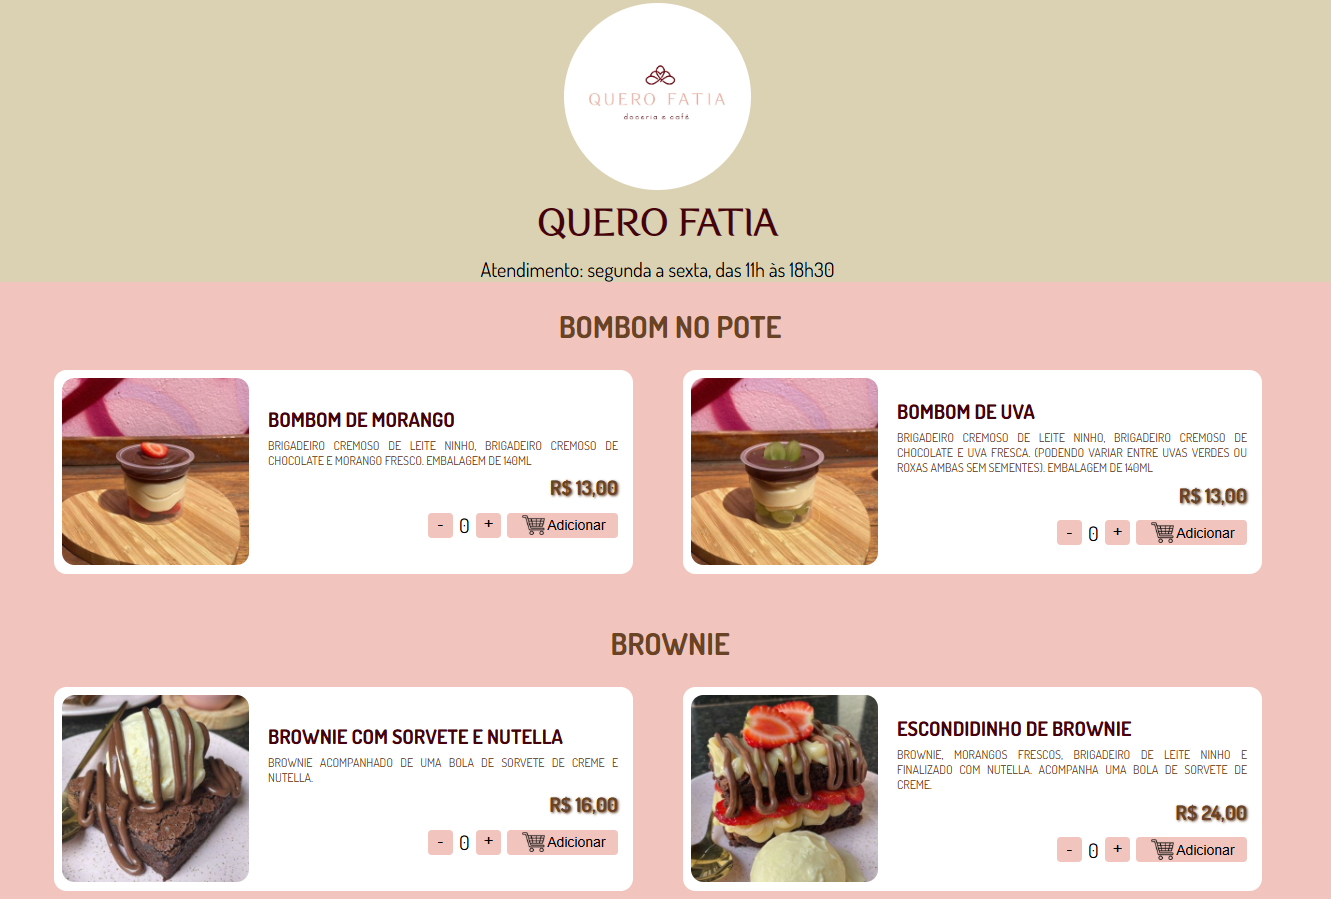 QUERO FATIA
doceria e café
QUERO FATIA
Atendimento: segunda a sexta, das 11h às 18h30
BOMBOM NO POTE
BOMBOM DE MORANGO
BRIGADEIRO CREMOSO DE LEITE NINHO, BRIGADEIRO CREMOSO DE
CHOCOLATE E MORANGO FRESCO. EMBALAGEM DE 140ML
R$ 13,00
- 0 + Adicionar
BOMBOM DE UVA
BRIGADEIRO CREMOSO DE LEITE NINHO, BRIGADEIRO CREMOSO DE
CHOCOLATE E UVA FRESCA. (PODENDO VARIAR ENTRE UVAS VERDES OU
ROXAS AMBAS SEM SEMENTES). EMBALAGEM DE 140ML
R$ 13,00
- 0 + Adicionar
BROWNIE
BROWNIE COM SORVETE E NUTELLA
BROWNIE ACOMPANHADO DE UMA BOLA DE SORVETE DE CREME E
NUTELLA.
R$ 16,00
- 0 + Adicionar
ESCONDIDINHO DE BROWNIE
BROWNIE, MORANGOS FRESCOS, BRIGADEIRO DE LEITE NINHO E
FINALIZADO COM NUTELLA. ACOMPANHA UMA BOLA DE SORVETE DE
CREME.
R$ 24,00
- 0 + Adicionar